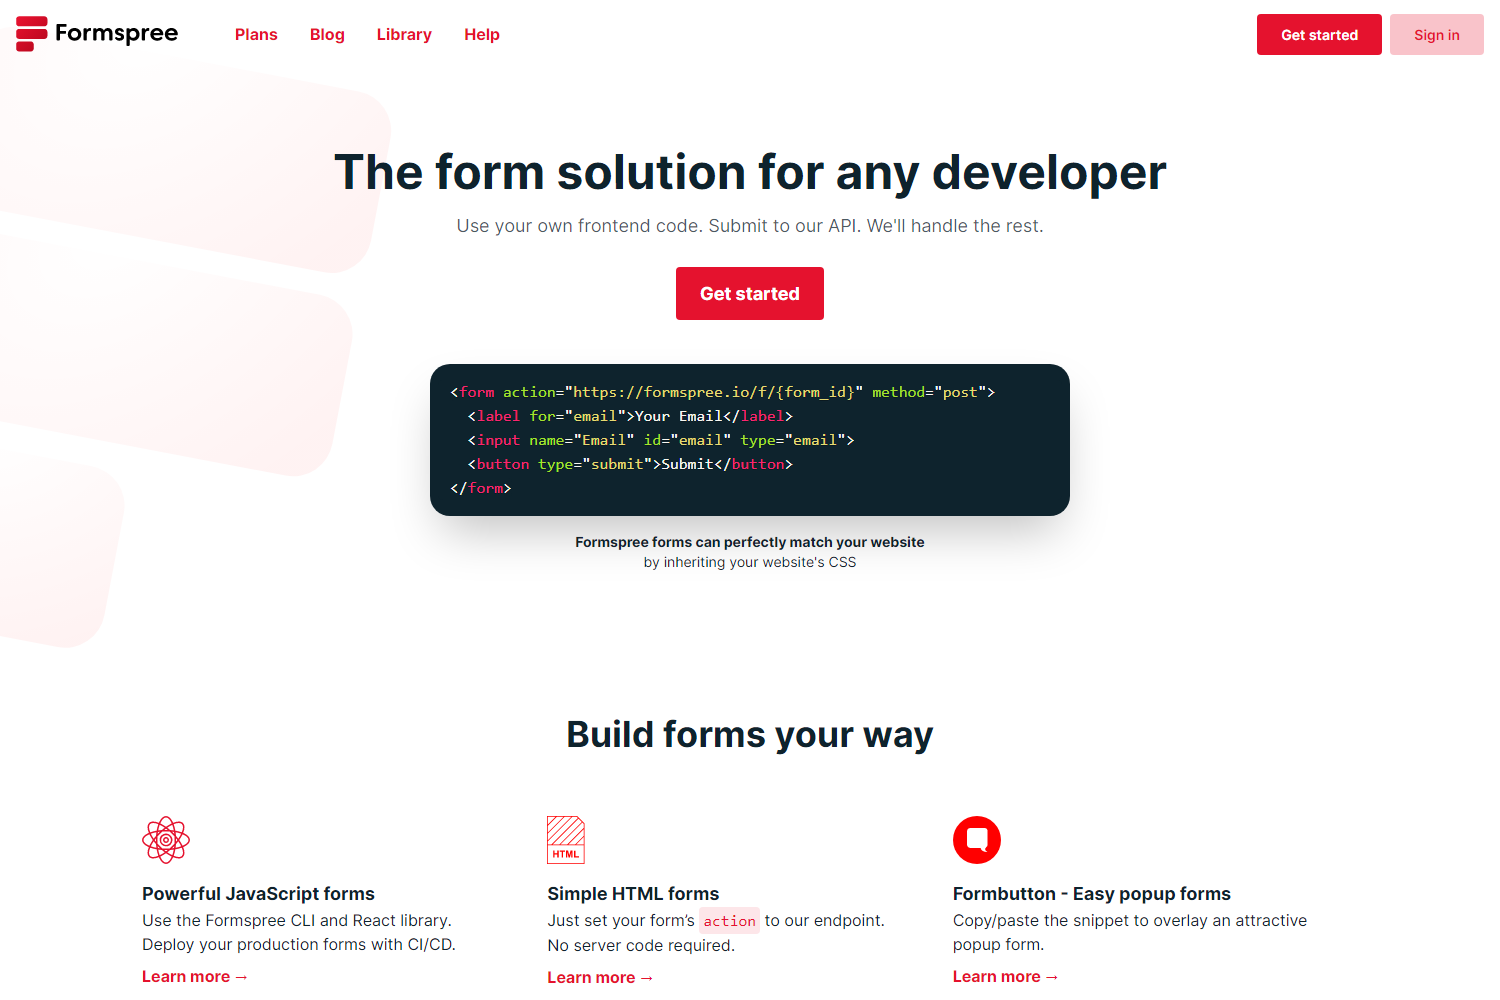 Formspree
Plans Blog Library Help
Get started Sign in
The form solution for any developer
Use your own frontend code. Submit to our API. We'll handle the rest.
Get started
<form action="https://formspree.io/f/{form_id}" method="post">
  <label for="email">Your Email</label>
  <input name="Email" id="email" type="email">
  <button type="submit">Submit</button>
</form>
Formspree forms can perfectly match your website
by inheriting your website's CSS
Build forms your way
Powerful JavaScript forms
Use the Formspree CLI and React library.
Deploy your production forms with CI/CD.
Learn more →
HTML
Simple HTML forms
Just set your form’s action to our endpoint.
No server code required.
Learn more →
Formbutton - Easy popup forms
Copy/paste the snippet to overlay an attractive
popup form.
Learn more →